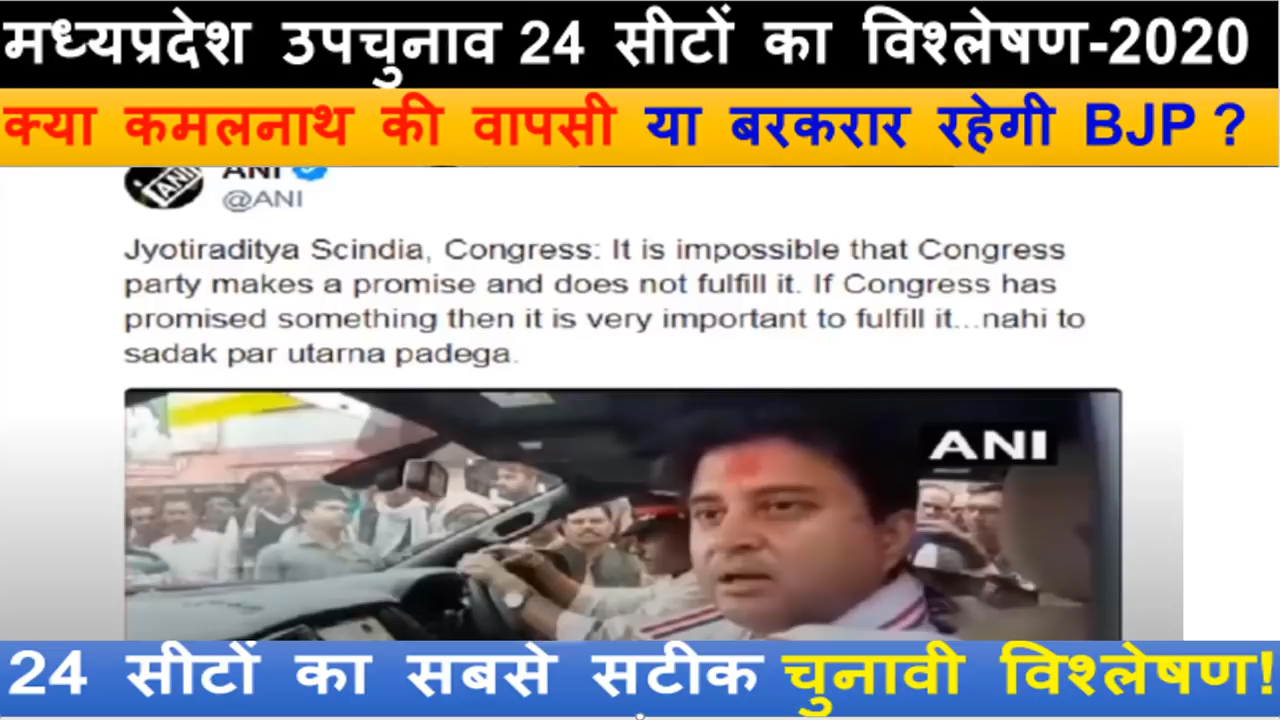 मध्यप्रदेश उपचुनाव 24 सीटों का विश्लेषण-2020
क्या कमलनाथ की वापसी या बरकरार रहेगी BJP ?
ANI
ANI
@ANI
Jyotiraditya Scindia, Congress: It is impossible that Congress
party makes a promise and does not fulfill it. If Congress has
promised something then it is very important to fulfill it...nahi to
sadak par utarna padega.
ANI
24 सीटों का सबसे सटीक चुनावी विश्लेषण!